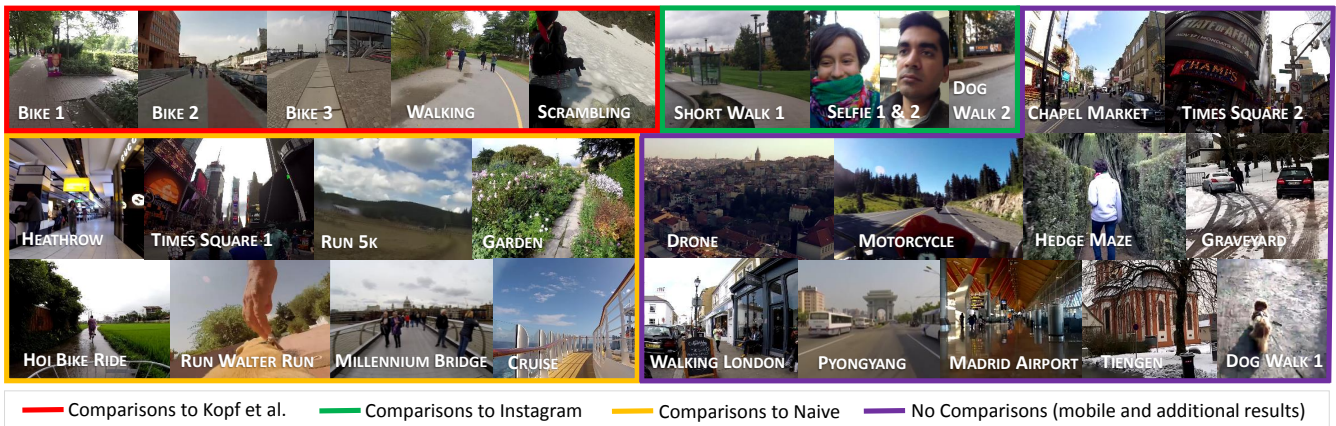 BIKE 1
BIKE 2
BIKE 3
WALKING
SCRAMBLING
SHORT WALK 1
SELFIE 1 & 2
DOG
WALK 2
CHAPEL MARKET
TIMES SQUARE 2
CHAMPS
HEATHROW
TIMES SQUARE 1
RUN 5K
GARDEN
DRONE
MOTORCYCLE
HEDGE MAZE
GRAVEYARD
HOI BIKE RIDE
RUN WALTER RUN
MILLENNIUM BRIDGE
CRUISE
WALKING LONDON
PYONGYANG
MADRID AIRPORT
TIENGEN
DOG WALK 1
Comparisons to Kopf et al.
Comparisons to Instagram
Comparisons to Naive
No Comparisons (mobile and additional results)